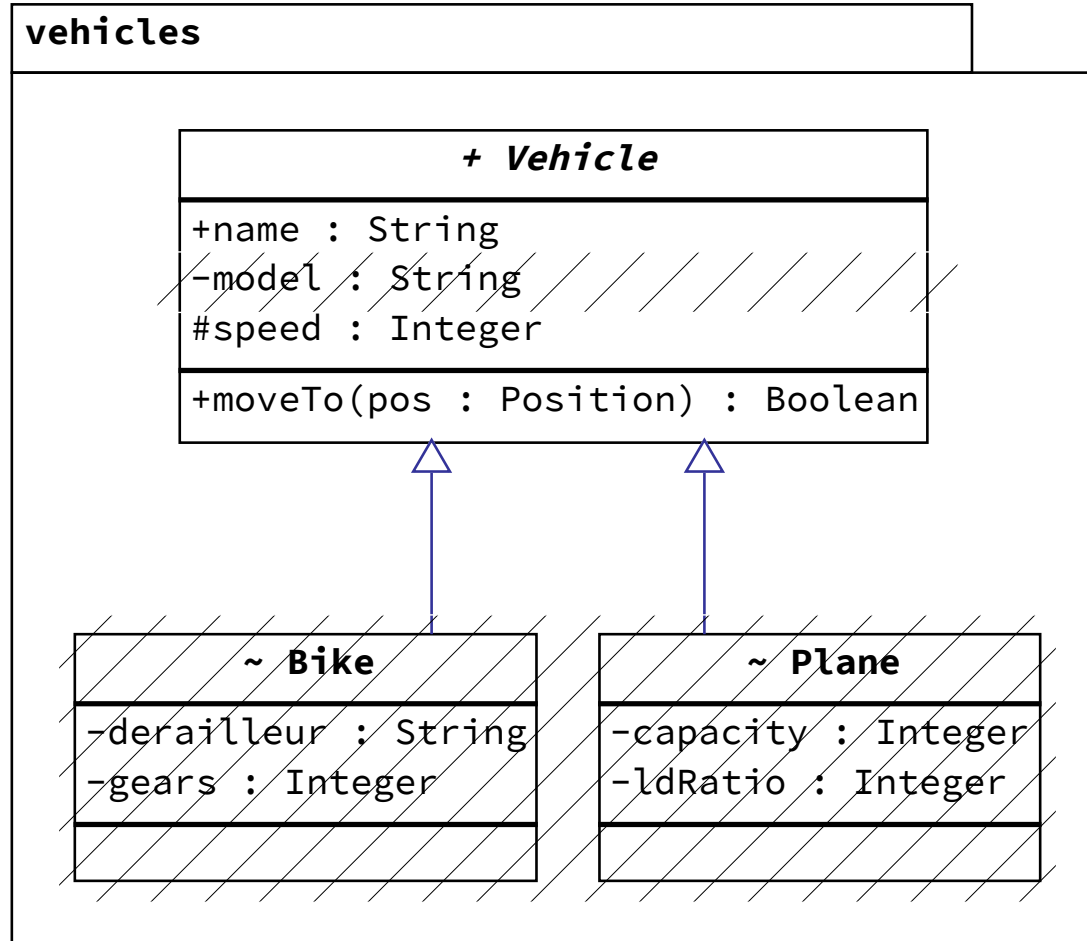 vehicles
+ Vehicle
+name : String
-model : String
#speed : Integer
+moveTo(pos : Position) : Boolean
~ Bike
-derailleur : String
-gears : Integer
~ Plane
-capacity : Integer
-ldRatio : Integer